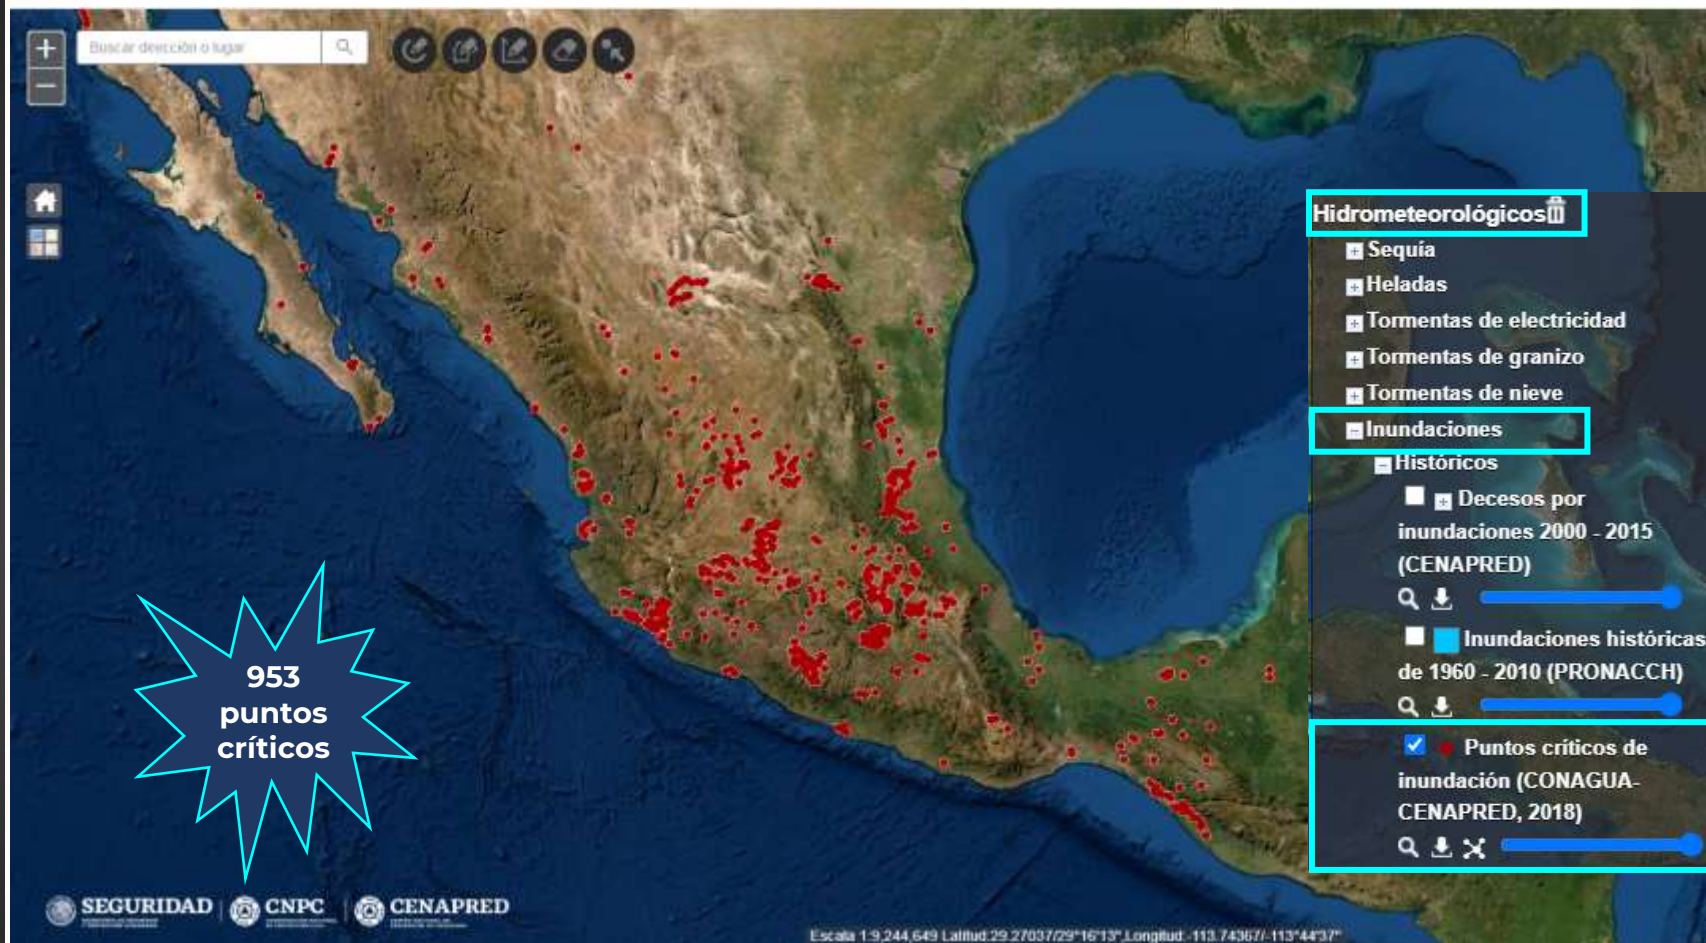 Buscar dirección o lugar
Hidrometeorológicos
Sequía
Heladas
Tormentas de electricidad
Tormentas de granizo
Tormentas de nieve
Inundaciones
Históricos
Decesos por
inundaciones 2000 - 2015
(CENAPRED)
Inundaciones históricas
de 1960 - 2010 (PRONACCH)
Puntos críticos de
inundación (CONAGUA-
CENAPRED, 2018)
953
puntos
críticos
SEGURIDAD
CNPC
CENAPRED
Escala 1:9,244,649 Latitud:29.27037/29°16'13",Longitud:-113.74367/-113°44'37"